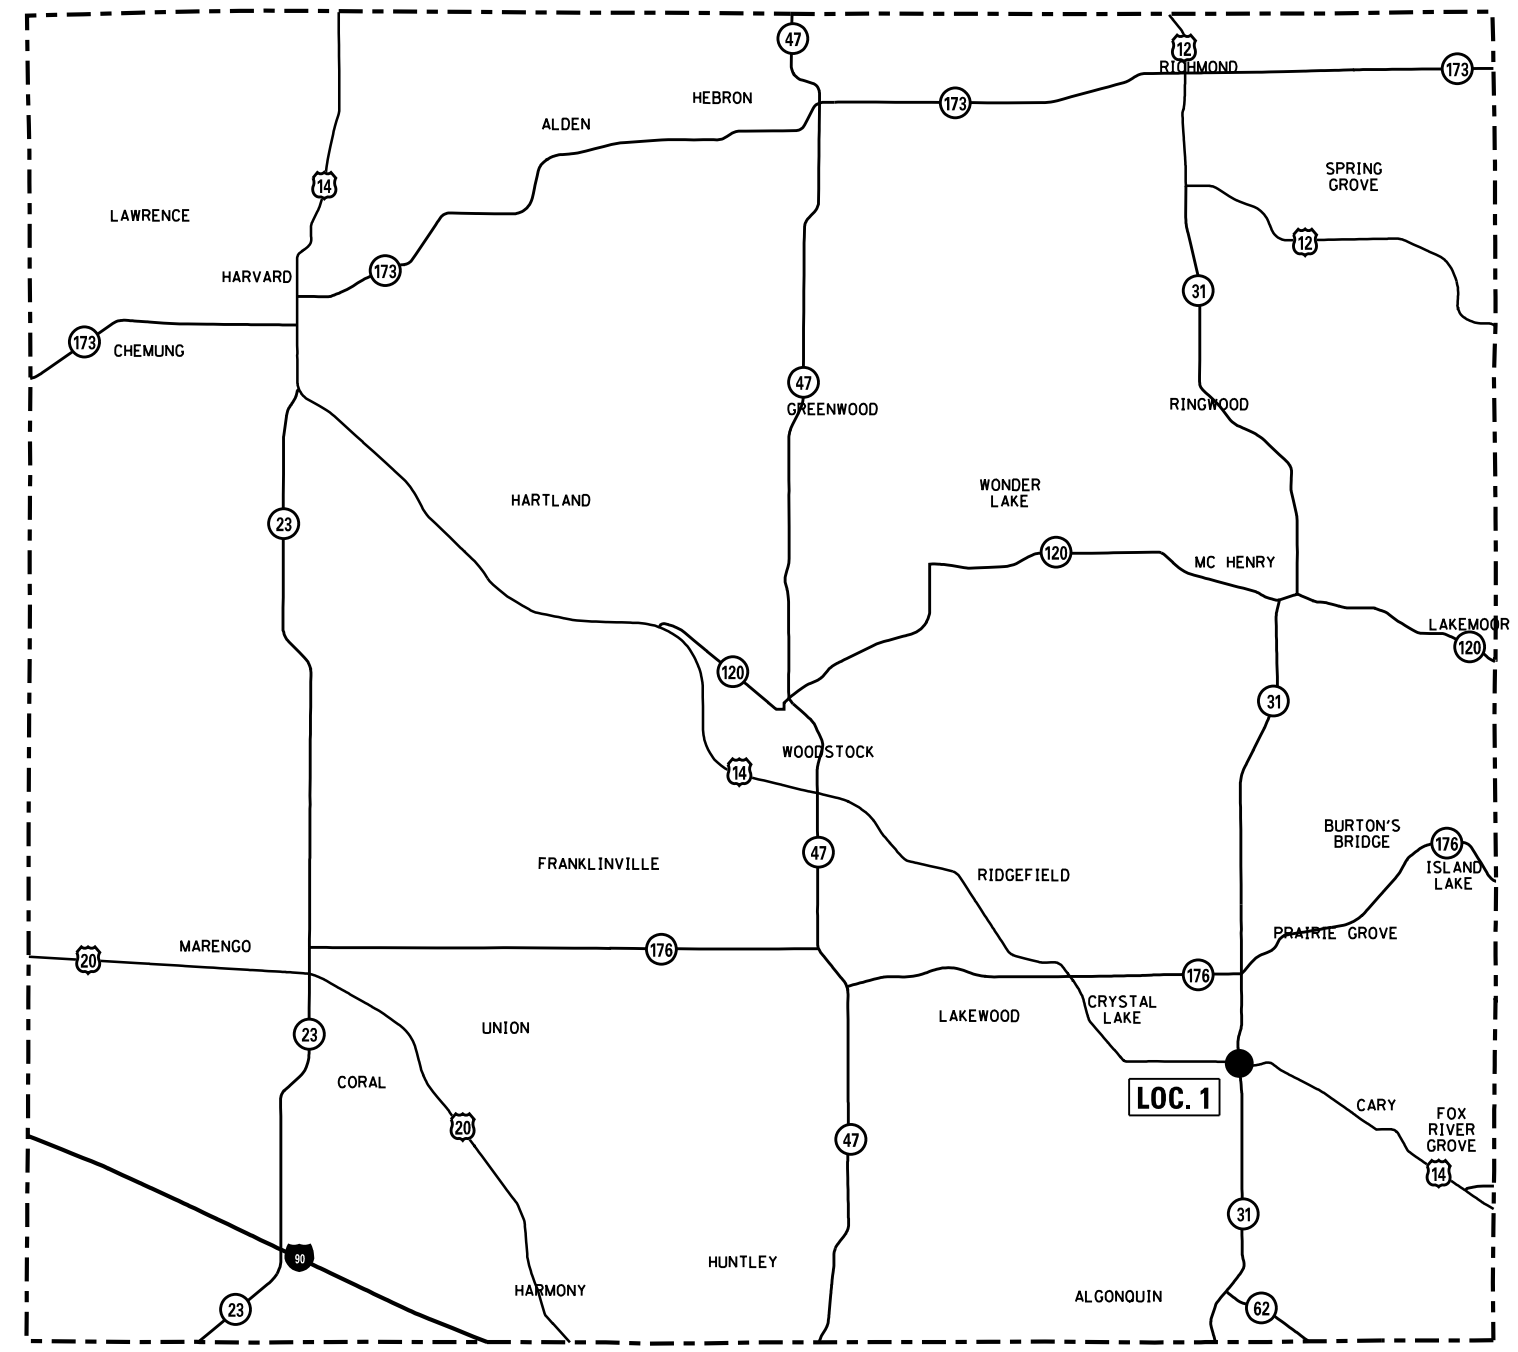 47
12
RICHMOND
173
HEBRON
173
ALDEN
14
SPRING
GROVE
LAWRENCE
12
HARVARD
173
31
173
CHEMUNG
47
GREENWOOD
RINGWOOD
WONDER
LAKE
HARTLAND
23
120
MC HENRY
LAKEMOOR
120
120
31
WOODSTOCK
14
BURTON'S
BRIDGE
176
ISLAND
LAKE
47
FRANKLINVILLE
RIDGEFIELD
PRAIRIE GROVE
MARENGO
20
176
176
CRYSTAL
LAKE
LAKEWOOD
UNION
23
CORAL
LOC. 1
CARY
FOX
RIVER
GROVE
14
20
47
31
90
HUNTLEY
HARMONY
ALGONQUIN
23
62